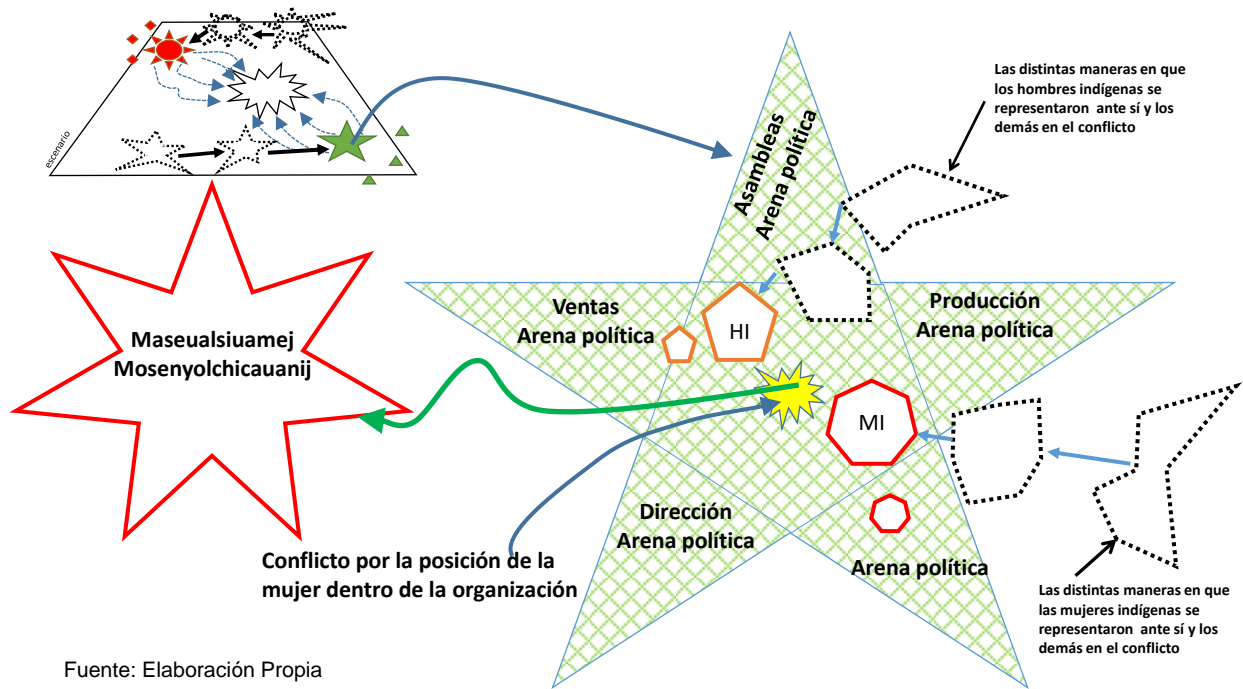 escenario
Las distintas maneras en que
los hombres indígenas se
representaron ante sí y los
demás en el conflicto
Asambleas
Arena política
Ventas
Arena política
Producción
Arena política
HI
Maseualsiuamej
Mosenyolchicauanij
MI
Dirección
Arena política
Arena política
Conflicto por la posición de la
mujer dentro de la organización
Las distintas maneras en que
las mujeres indígenas se
representaron ante sí y los
demás en el conflicto
Fuente: Elaboración Propia